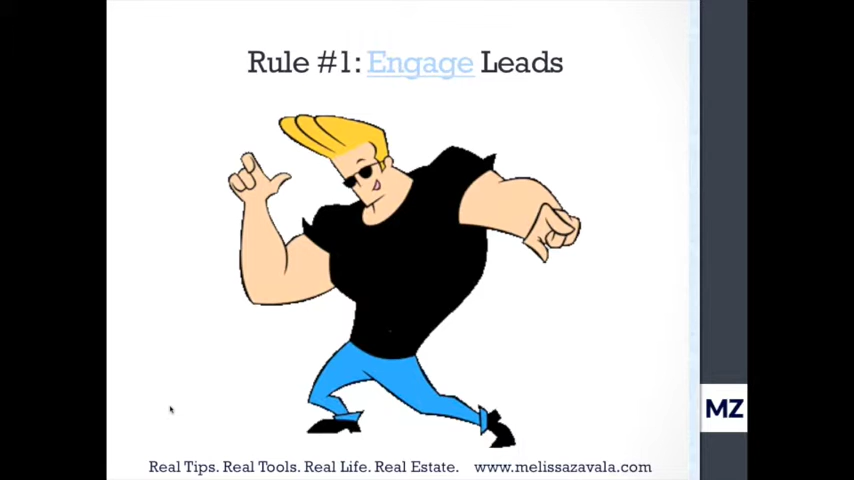 Rule #1: Engage Leads
MZ
Real Tips. Real Tools. Real Life. Real Estate. www.melissazavala.com